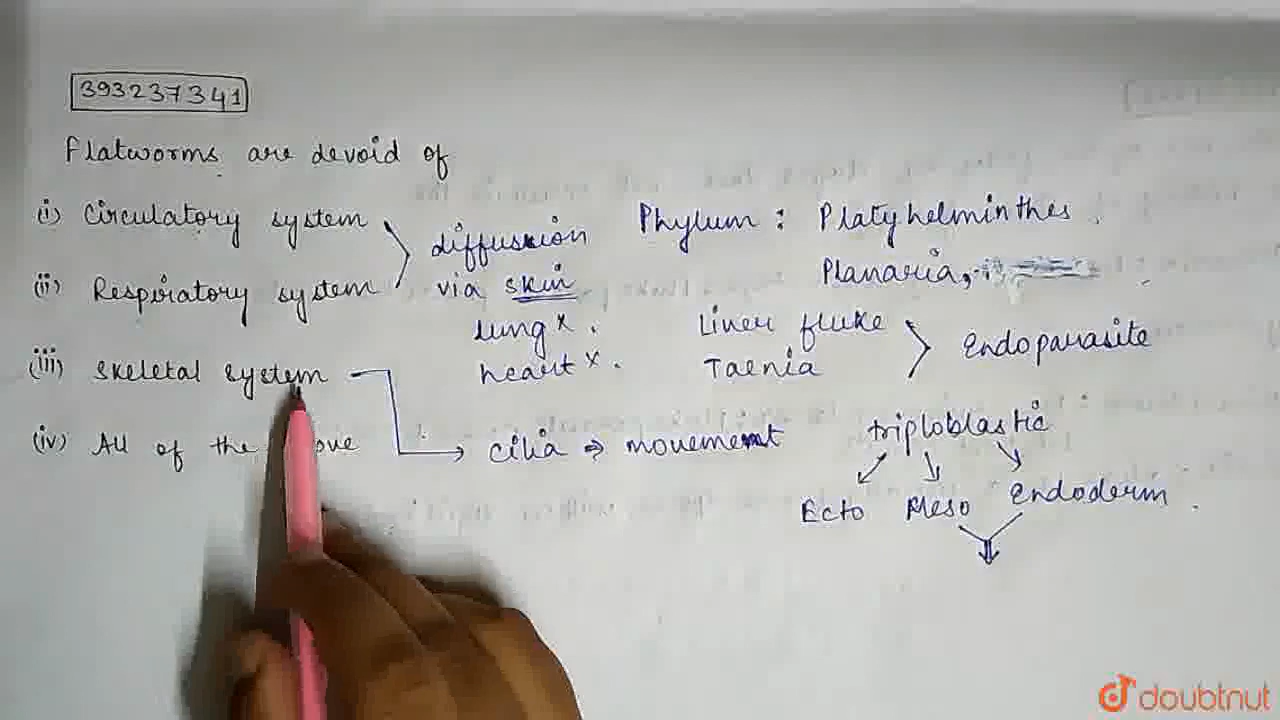 393237341
Flatworms are devoid of
(i) Circulatory system
(ii) Respiratory system
diffusion
via skin
lung x .
heart x .
(iii) Skeletal system
cilia ⇒ movement
(iv) All of the
Phylum : Platyhelminthes .
Planaria,
Liver fluke
Taenia
Endoparasite
triploblastic
Ecto Meso Endoderm .
doubtnut